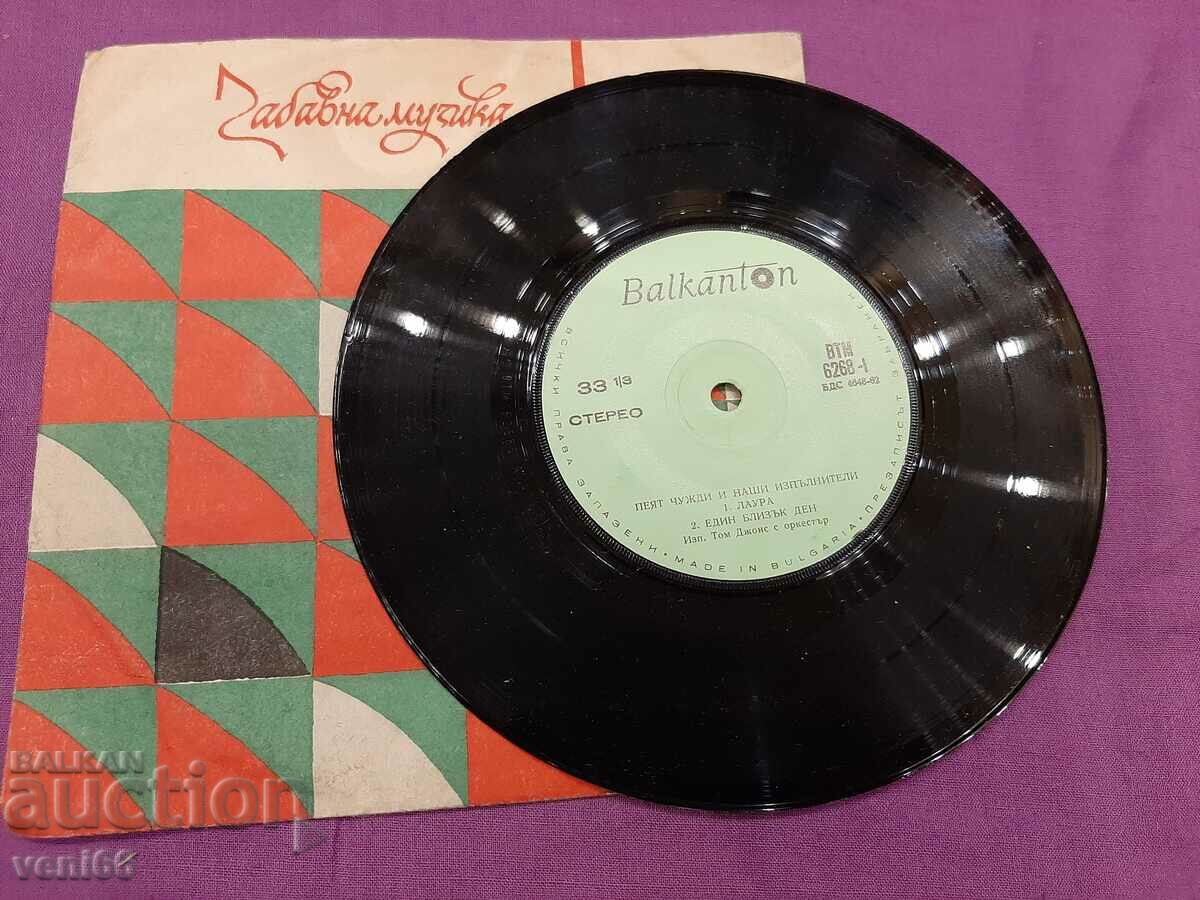 Забавна музика
Balkanton
ВТМ
6268-I
БДС 6648-82
33 1/3
СТЕРЕО
ПЕЯТ ЧУЖДИ И НАШИ ИЗПЪЛНИТЕЛИ
1. ЛАУРА
2. ЕДИН БЛИЗЪК ДЕН
Изп. Том Джонс с оркестър
ВСИЧКИ ПРАВА ЗАПАЗЕНИ • MADE IN BULGARIA • ПРЕЗАПИСЪТ ЗАБРАНЕН
BALKAN
auction
veni66